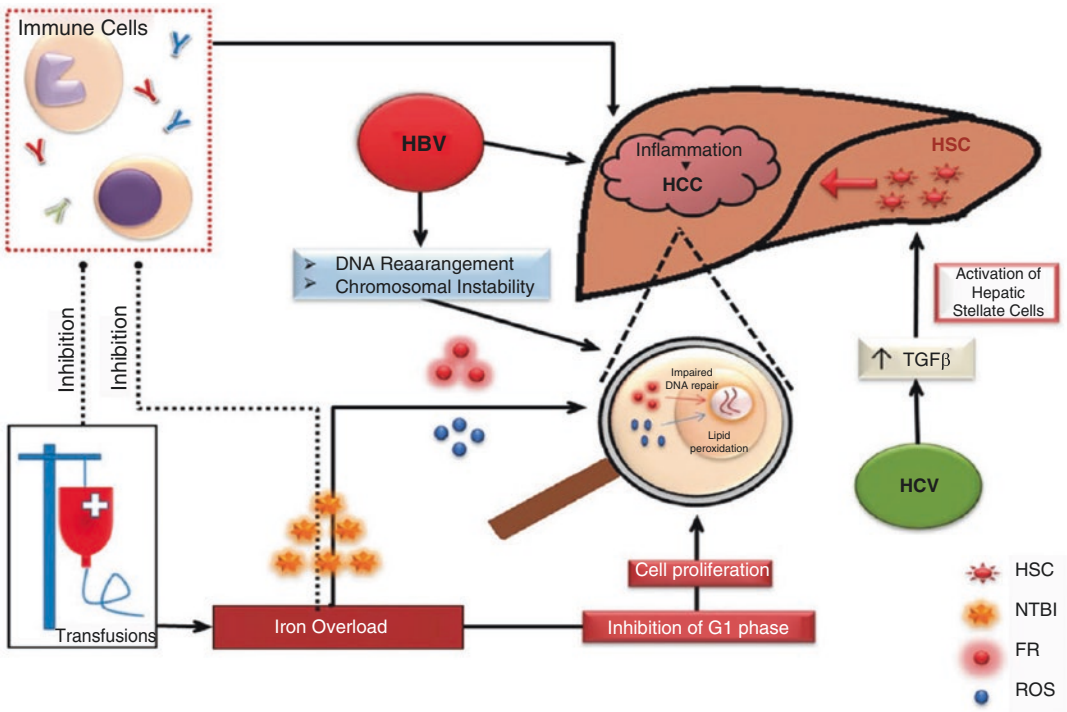 Immune Cells
HBV
Inflammation
HCC
HSC
DNA Reaarangement
Chromosomal Instability
Activation of
Hepatic
Stellate Cells
Inhibition
Inhibition
↑ TGFβ
Impaired
DNA repair
Lipid
peroxidation
HCV
Transfusions
Iron Overload
Cell proliferation
Inhibition of G1 phase
HSC
NTBI
FR
ROS